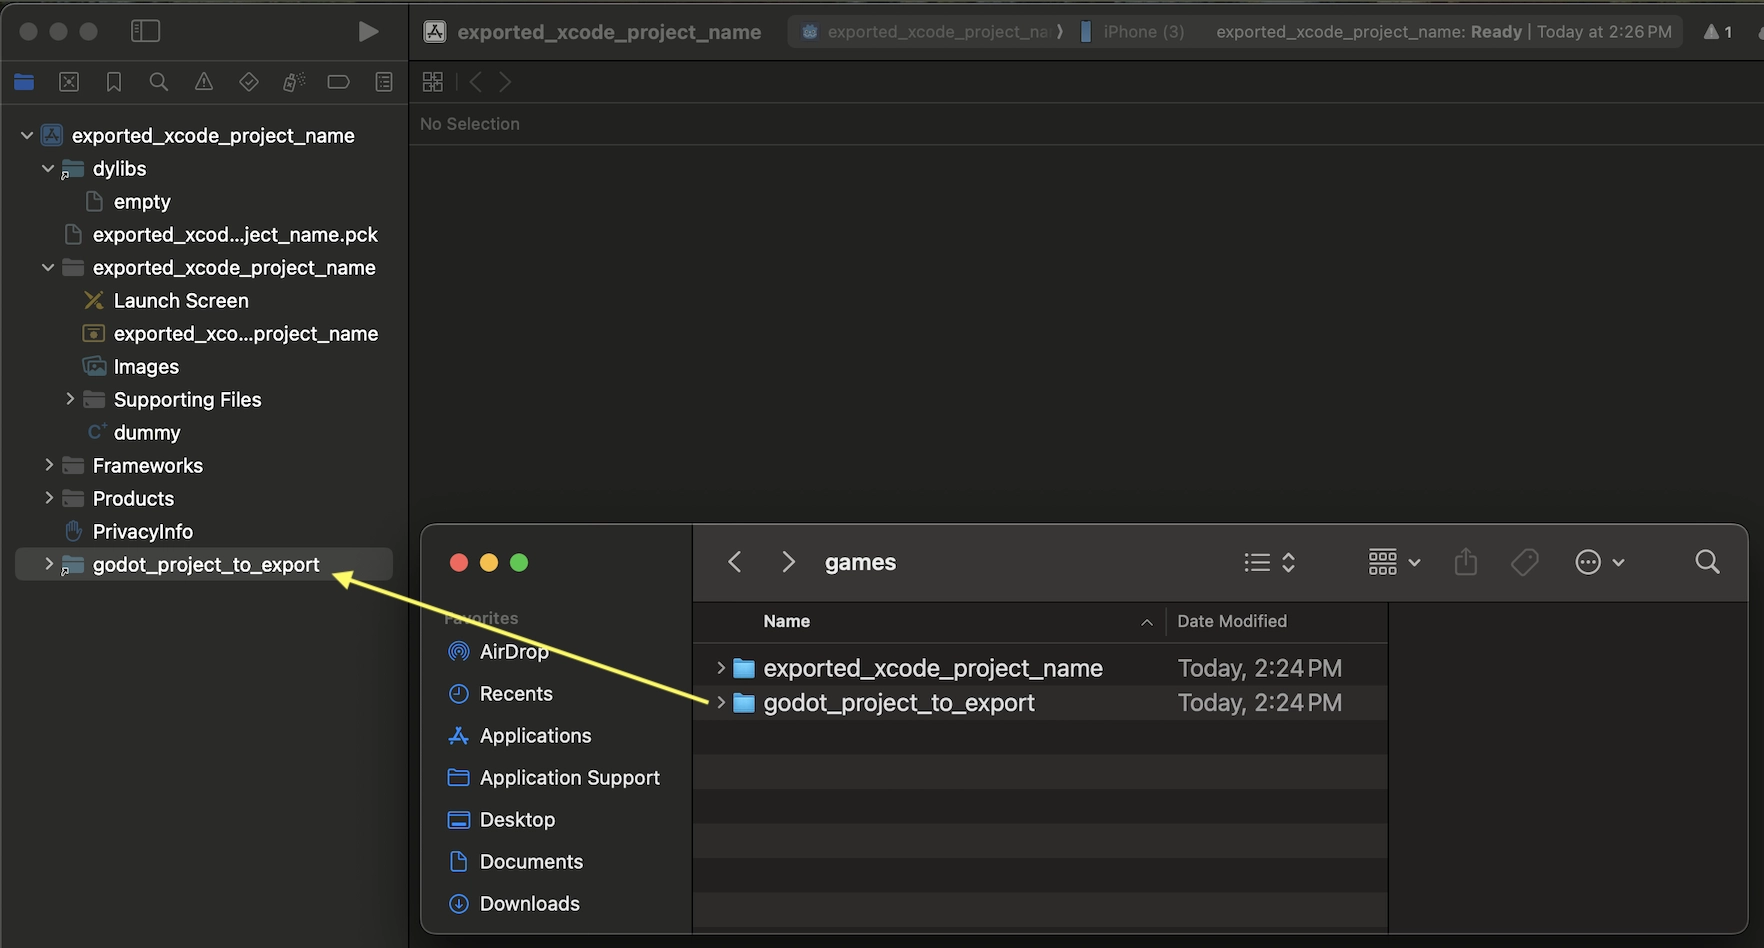 exported_xcode_project_name
exported_xcode_project_na
iPhone (3)
exported_xcode_project_name: Ready | Today at 2:26 PM
1
No Selection
exported_xcode_project_name
dylibs
empty
exported_xcod...ject_name.pck
exported_xcode_project_name
Launch Screen
exported_xco...project_name
Images
Supporting Files
dummy
Frameworks
Products
PrivacyInfo
godot_project_to_export
games
Favorites
AirDrop
Recents
Applications
Application Support
Desktop
Documents
Downloads
Name
Date Modified
exported_xcode_project_name
Today, 2:24 PM
godot_project_to_export
Today, 2:24 PM